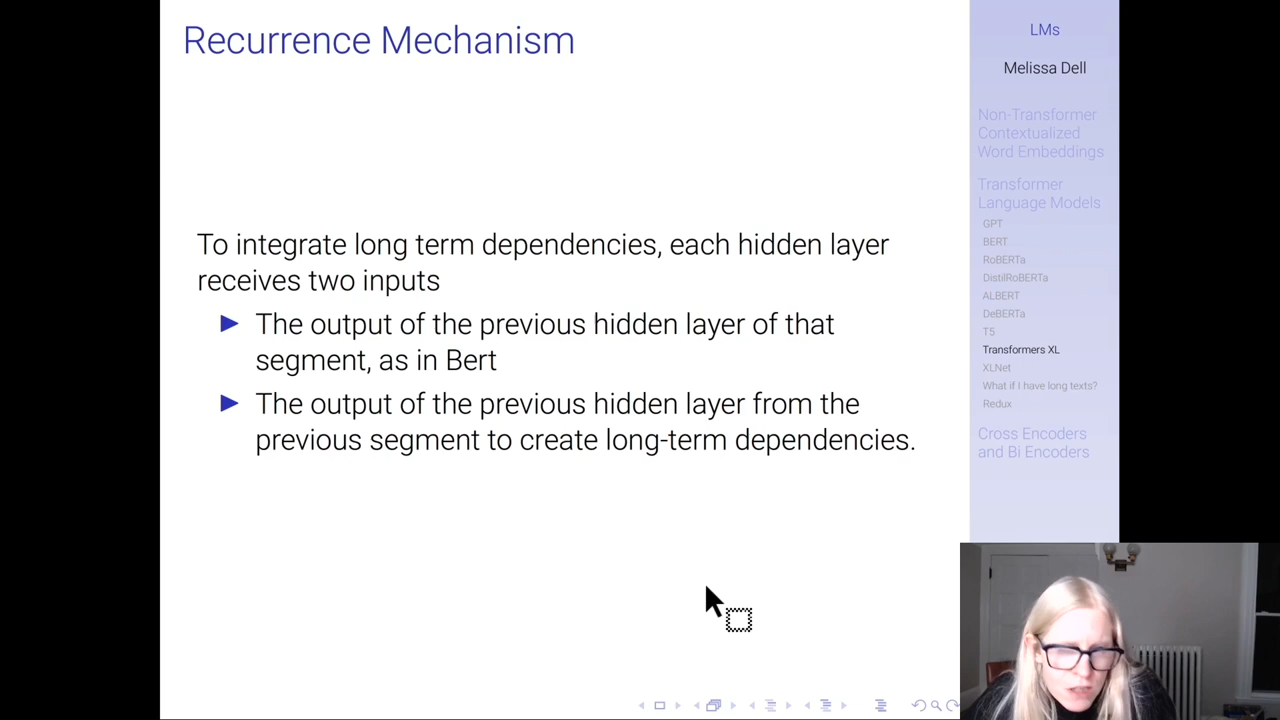 Recurrence Mechanism
To integrate long term dependencies, each hidden layer
receives two inputs
The output of the previous hidden layer of that
segment, as in Bert
The output of the previous hidden layer from the
previous segment to create long-term dependencies.
LMs
Melissa Dell
Non-Transformer
Contextualized
Word Embeddings
Transformer
Language Models
GPT
BERT
RoBERTa
DistilRoBERTa
ALBERT
DeBERTa
T5
Transformers XL
XLNet
What if I have long texts?
Redux
Cross Encoders
and Bi Encoders